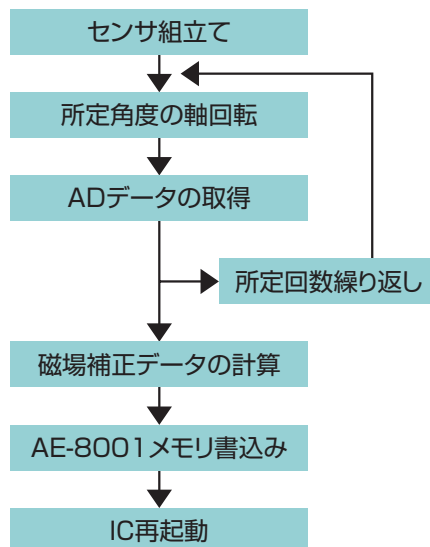 センサ組立て
所定角度の軸回転
ADデータの取得
所定回数繰り返し
磁場補正データの計算
AE-8001メモリ書込み
IC再起動